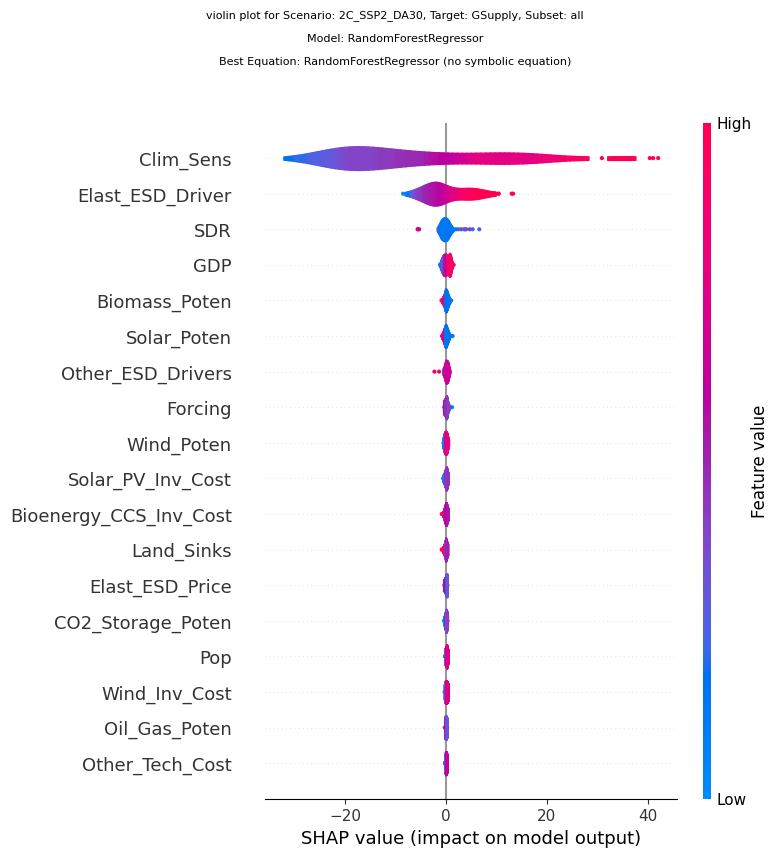 violin plot for Scenario: 2C_SSP2_DA30, Target: GSupply, Subset: all
Model: RandomForestRegressor
Best Equation: RandomForestRegressor (no symbolic equation)
High
Clim_Sens
Elast_ESD_Driver
SDR
GDP
Biomass_Poten
Solar_Poten
Other_ESD_Drivers
Forcing
Wind_Poten
Solar_PV_Inv_Cost
Bioenergy_CCS_Inv_Cost
Land_Sinks
Elast_ESD_Price
CO2_Storage_Poten
Pop
Wind_Inv_Cost
Oil_Gas_Poten
Other_Tech_Cost
Feature value
Low
−20 0 20 40
SHAP value (impact on model output)